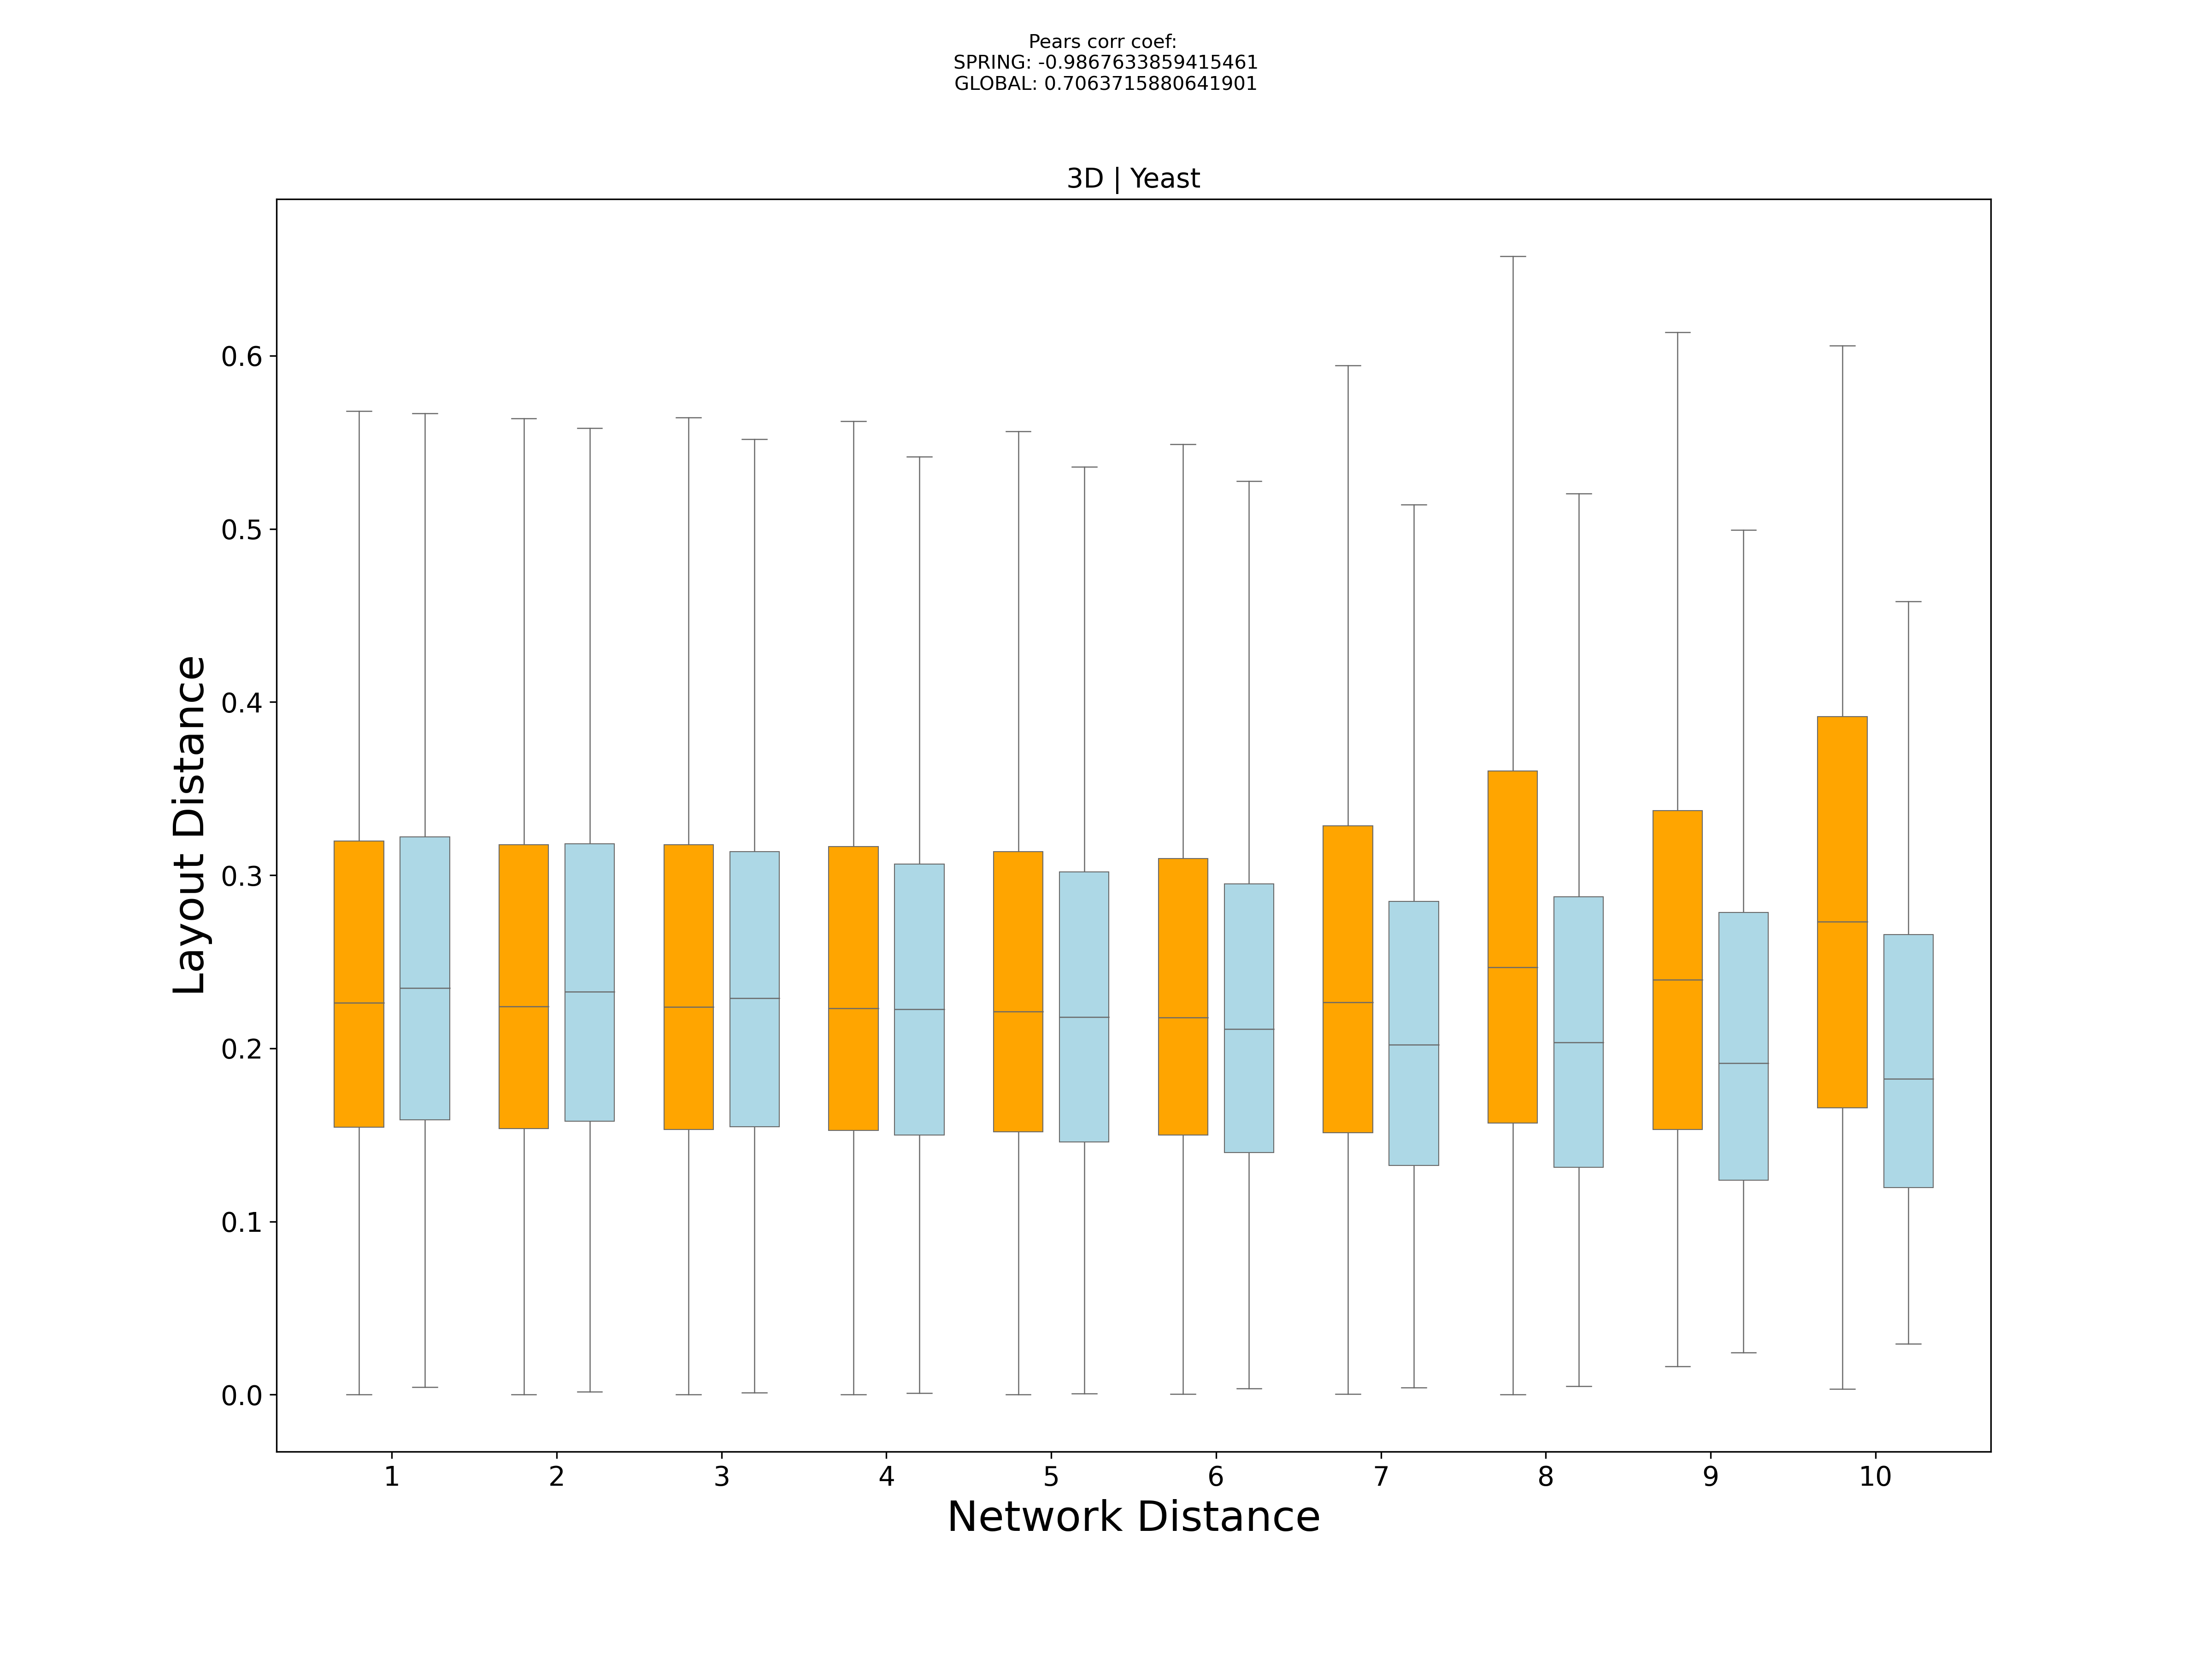 Pears corr coef:
SPRING: -0.9867633859415461
GLOBAL: 0.7063715880641901
3D | Yeast
Layout Distance
0.6
0.5
0.4
0.3
0.2
0.1
0.0
1 2 3 4 5 6 7 8 9 10
Network Distance